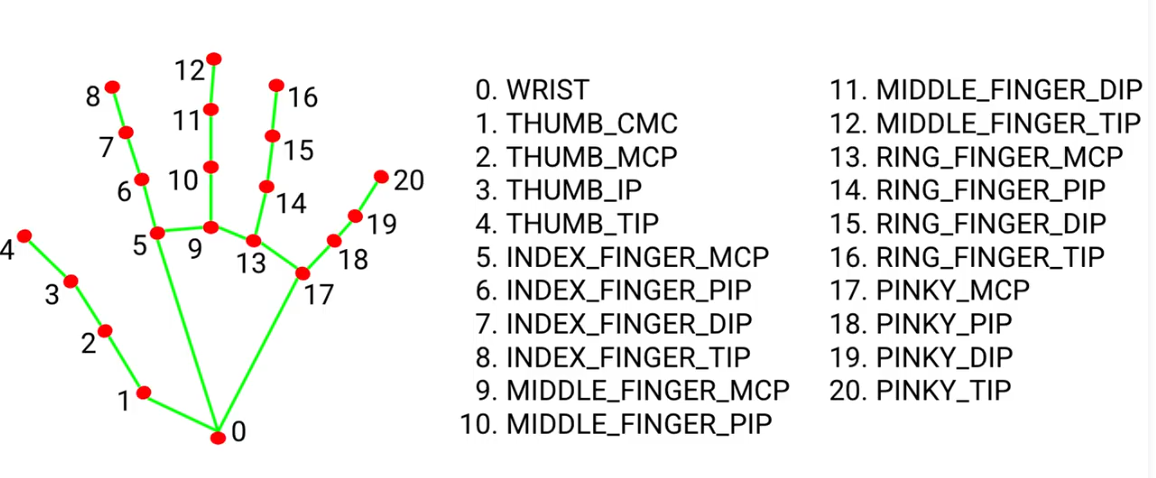 12
8
16
11
7
15
10
6
20
14
19
4
5
9
13
18
3
17
2
1
0
0. WRIST
1. THUMB_CMC
2. THUMB_MCP
3. THUMB_IP
4. THUMB_TIP
5. INDEX_FINGER_MCP
6. INDEX_FINGER_PIP
7. INDEX_FINGER_DIP
8. INDEX_FINGER_TIP
9. MIDDLE_FINGER_MCP
10. MIDDLE_FINGER_PIP
11. MIDDLE_FINGER_DIP
12. MIDDLE_FINGER_TIP
13. RING_FINGER_MCP
14. RING_FINGER_PIP
15. RING_FINGER_DIP
16. RING_FINGER_TIP
17. PINKY_MCP
18. PINKY_PIP
19. PINKY_DIP
20. PINKY_TIP